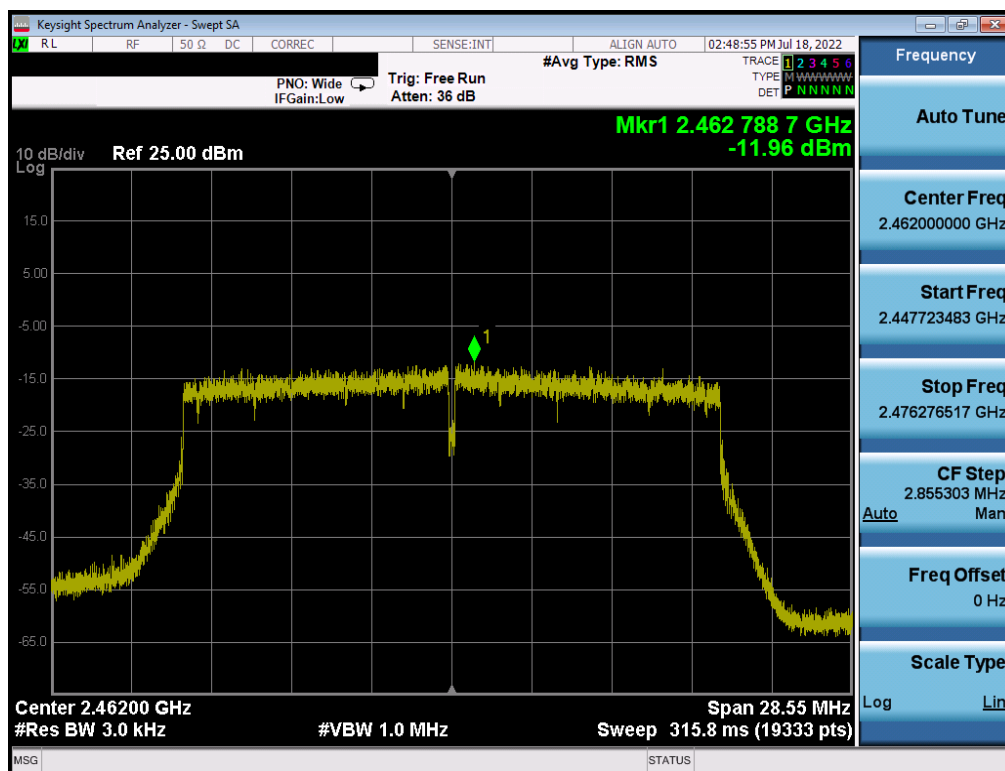 Keysight Spectrum Analyzer - Swept SA
LXI RL RF 50 Ω DC CORREC SENSE:INT ALIGN AUTO 02:48:55 PM Jul 18, 2022
Frequency
#Avg Type: RMS
TRACE 1 2 3 4 5 6
PNO: Wide
Trig: Free Run
TYPE M W W W W W
IFGain:Low
Atten: 36 dB
DET P N N N N N
Auto Tune
Mkr1 2.462 788 7 GHz
-11.96 dBm
10 dB/div
Ref 25.00 dBm
Log
15.0
5.00
-5.00
-15.0
-25.0
-35.0
-45.0
-55.0
-65.0
1
Center Freq
2.462000000 GHz
Start Freq
2.447723483 GHz
Stop Freq
2.476276517 GHz
CF Step
2.855303 MHz
Auto Man
Freq Offset
0 Hz
Scale Type
Log Lin
Center 2.46200 GHz
Span 28.55 MHz
#Res BW 3.0 kHz
#VBW 1.0 MHz
Sweep 315.8 ms (19333 pts)
MSG
STATUS